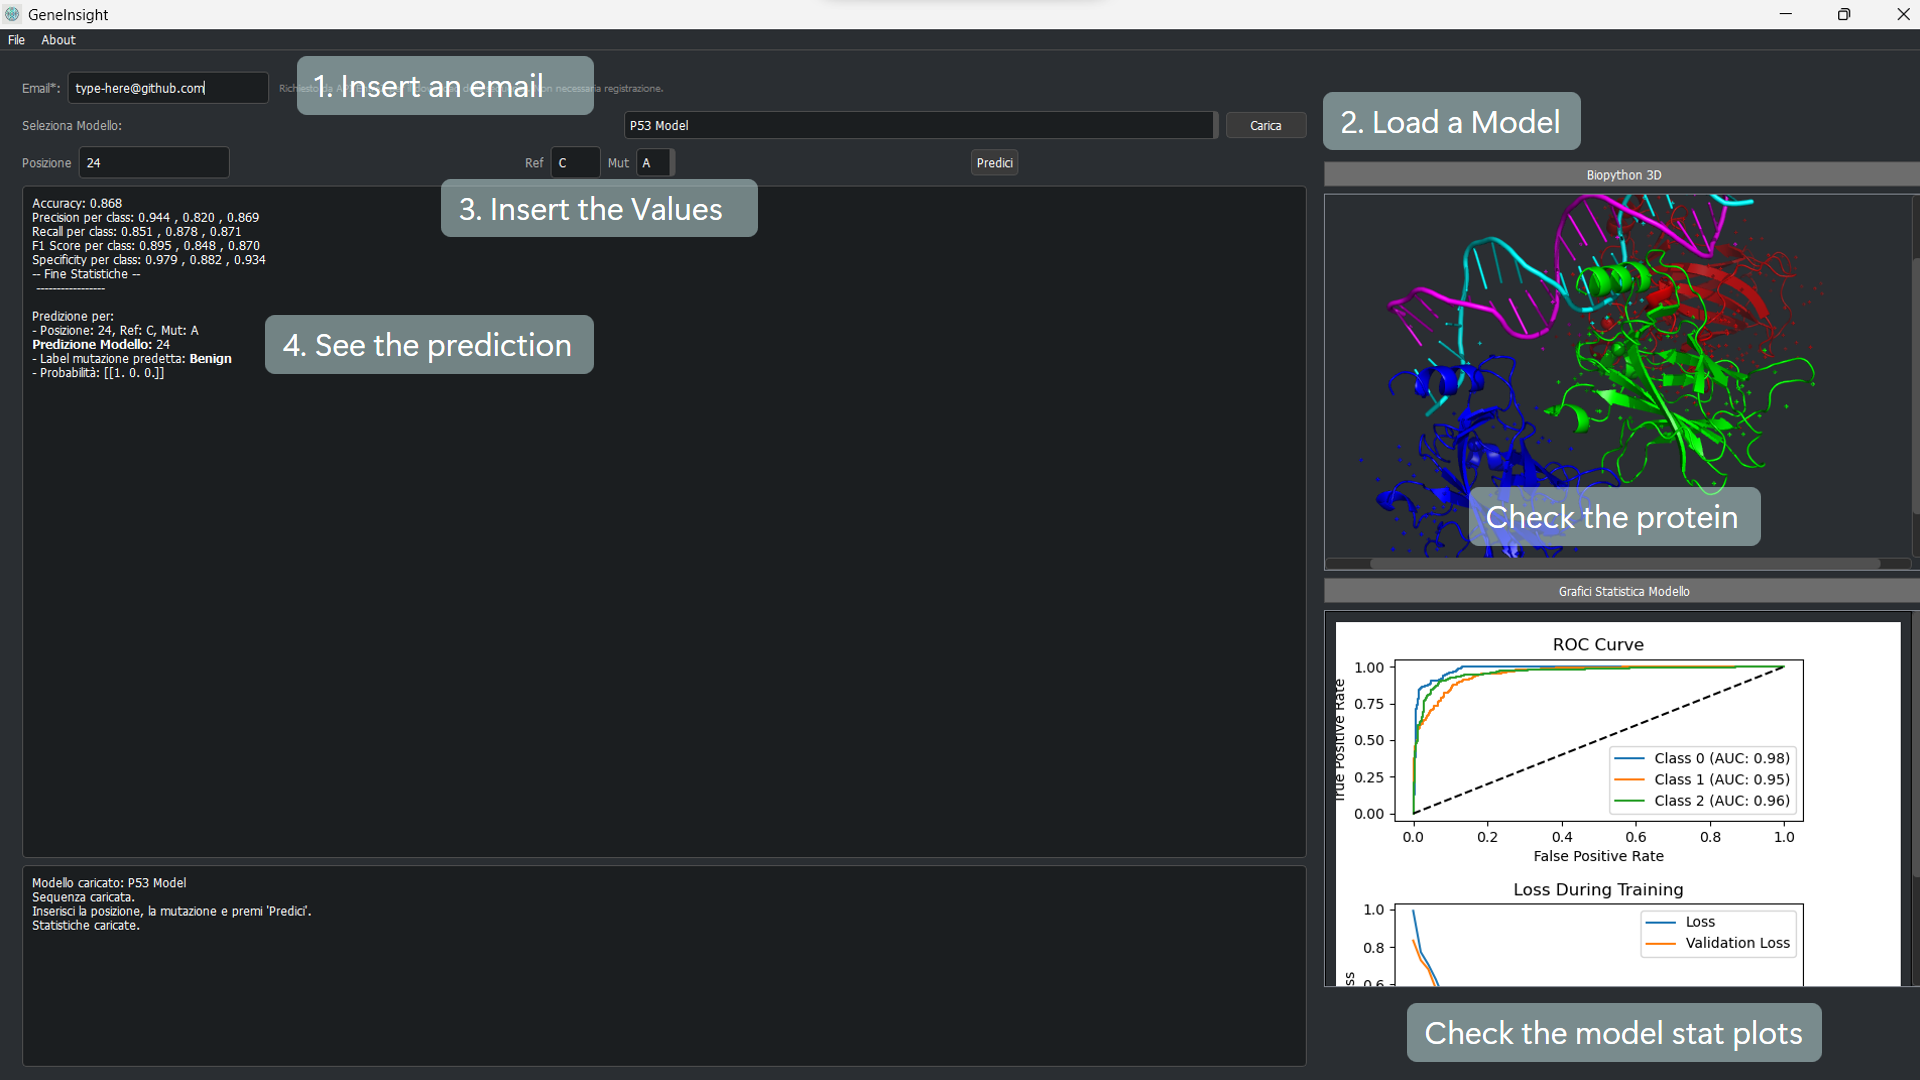 GeneInsight
File About
Email*: type-here@github.com
1. Insert an email
necessaria registrazione.
Seleziona Modello: P53 Model Carica
2. Load a Model
Posizione 24 Ref C Mut A Predici
3. Insert the Values
Accuracy: 0.868
Precision per class: 0.944 , 0.820 , 0.869
Recall per class: 0.851 , 0.878 , 0.871
F1 Score per class: 0.895 , 0.848 , 0.870
Specificity per class: 0.979 , 0.882 , 0.934
-- Fine Statistiche --
-----------------
Predizione per:
- Posizione: 24, Ref: C, Mut: A
Predizione Modello: 24
- Label mutazione predetta: Benign
- Probabilità: [[1. 0. 0.]]
4. See the prediction
Modello caricato: P53 Model
Sequenza caricata.
Inserisci la posizione, la mutazione e premi 'Predici'.
Statistiche caricate.
Biopython 3D
Check the protein
Grafici Statistica Modello
ROC Curve
True Positive Rate
1.00
0.75
0.50
0.25
0.00
Class 0 (AUC: 0.98)
Class 1 (AUC: 0.95)
Class 2 (AUC: 0.96)
0.0 0.2 0.4 0.6 0.8 1.0
False Positive Rate
Loss During Training
1.0
0.8
0.6
Loss
Validation Loss
Check the model stat plots